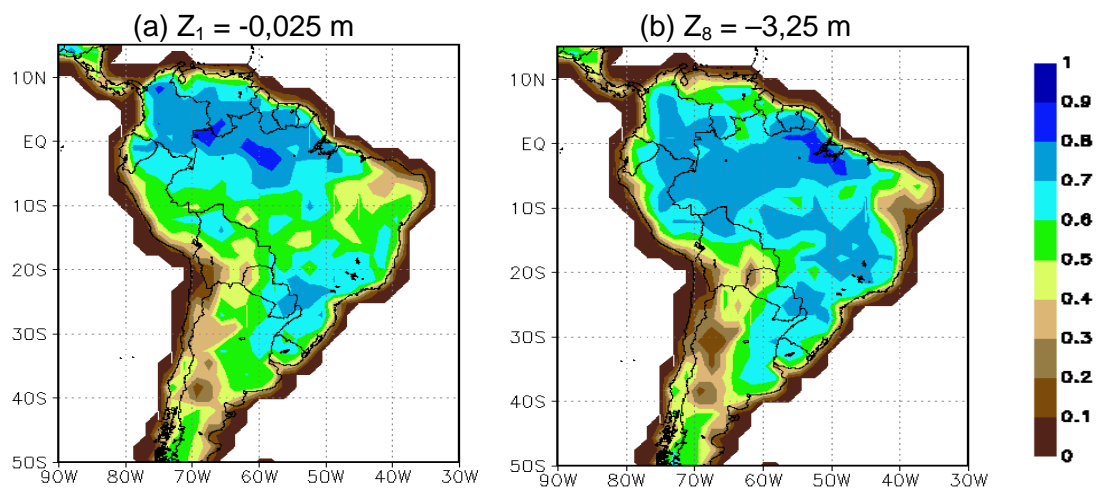 (a) Z₁ = -0,025 m
(b) Z₈ = –3,25 m
10N
EQ
10S
20S
30S
40S
50S
90W 80W 70W 60W 50W 40W 30W
10N
EQ
10S
20S
30S
40S
50S
90W 80W 70W 60W 50W 40W 30W
1
0.9
0.8
0.7
0.6
0.5
0.4
0.3
0.2
0.1
0